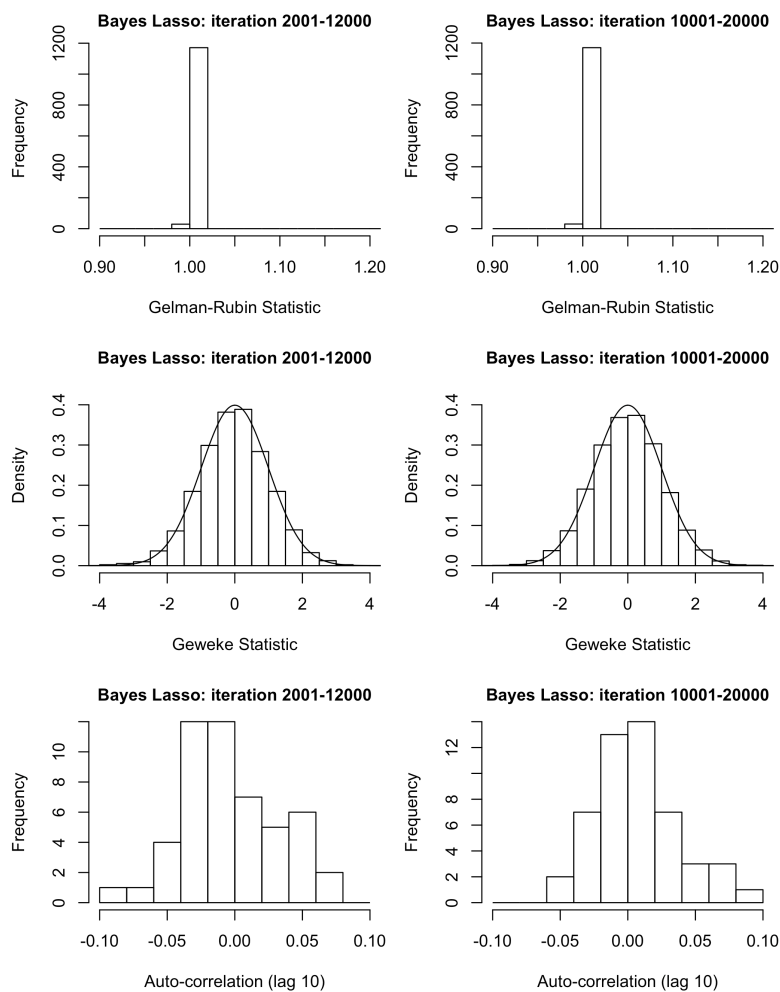 Bayes Lasso: iteration 2001-12000
Frequency
0 400 800 1200
0.90 1.00 1.10 1.20
Gelman-Rubin Statistic
Bayes Lasso: iteration 10001-20000
Frequency
0 400 800 1200
0.90 1.00 1.10 1.20
Gelman-Rubin Statistic
Bayes Lasso: iteration 2001-12000
Density
0.0 0.1 0.2 0.3 0.4
-4 -2 0 2 4
Geweke Statistic
Bayes Lasso: iteration 10001-20000
Density
0.0 0.1 0.2 0.3 0.4
-4 -2 0 2 4
Geweke Statistic
Bayes Lasso: iteration 2001-12000
Frequency
0 2 4 6 8 10
-0.10 -0.05 0.00 0.05 0.10
Auto-correlation (lag 10)
Bayes Lasso: iteration 10001-20000
Frequency
0 2 4 6 8 12
-0.10 -0.05 0.00 0.05 0.10
Auto-correlation (lag 10)